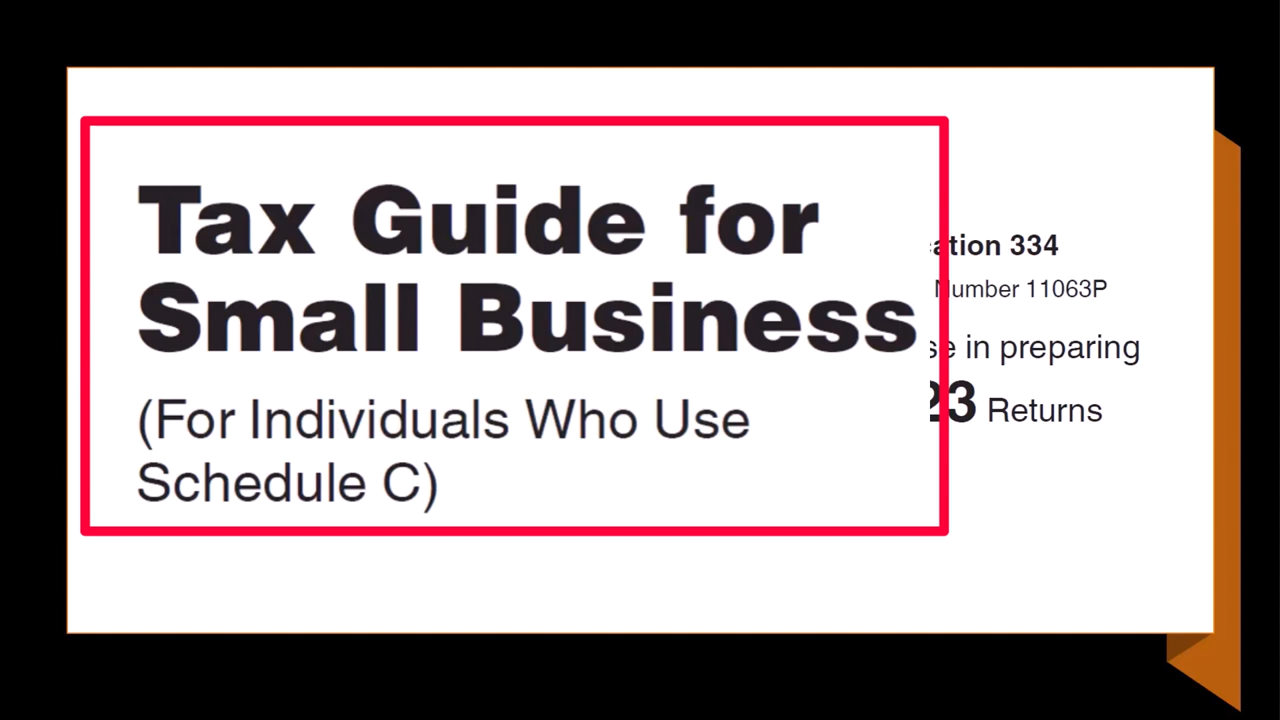 Tax Guide for
Small Business
(For Individuals Who Use
Schedule C)
ation 334
Number 11063P
se in preparing
23 Returns